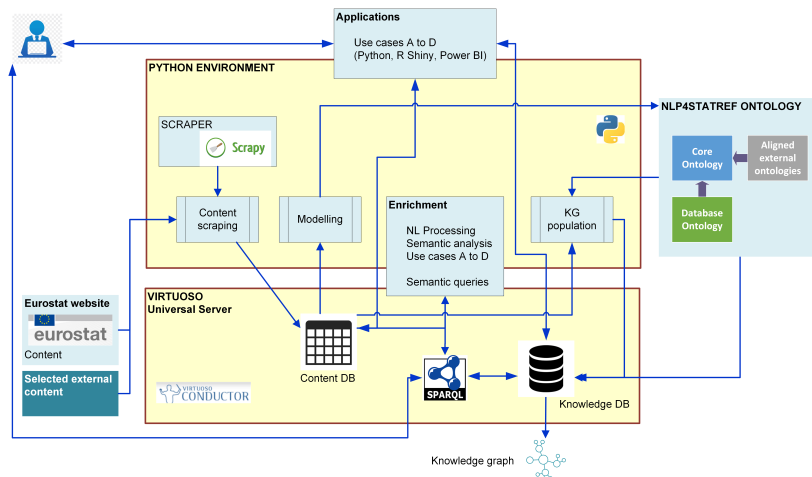 Applications
Use cases A to D
(Python, R Shiny, Power BI)
PYTHON ENVIRONMENT
NLP4STATREF ONTOLOGY
SCRAPER
Scrapy
Core
Ontology
Aligned
external
ontologies
Database
Ontology
Content
scraping
Modelling
Enrichment
NL Processing
Semantic analysis
Use cases A to D
Semantic queries
KG
population
Eurostat website
eurostat
Content
Selected external
content
VIRTUOSO
Universal Server
Content DB
VIRTUOSO
CONDUCTOR
SPARQL
Knowledge DB
Knowledge graph